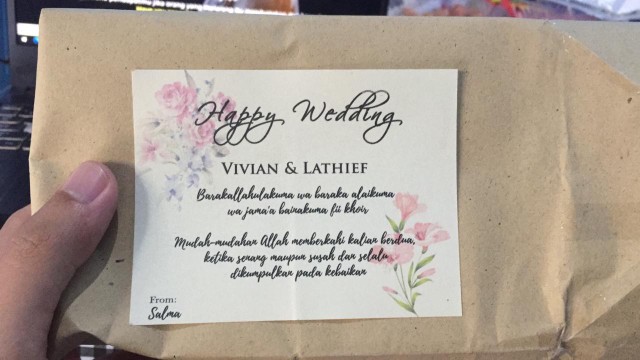 Happy Wedding
VIVIAN & LATHIEF
Barakallahulakuma wa baraka alaikuma
wa jama'a bainakuma fii khoir
Mudah-mudahan Allah memberkahi kalian berdua,
ketika senang maupun susah dan selalu
dikumpulkan pada kebaikan
From:
Salma